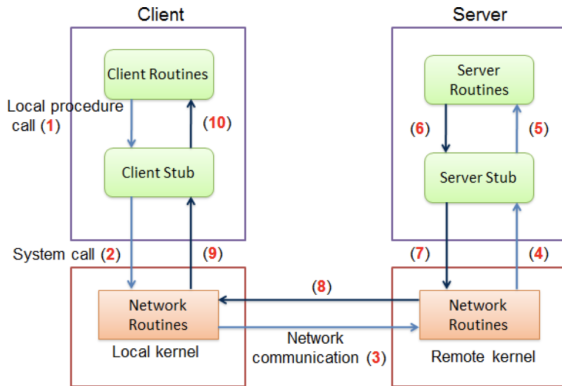 Client
Server
Client Routines
Server
Routines
Local procedure
call (1)
(10)
(6)
(5)
Client Stub
Server Stub
System call (2)
(9)
(7)
(4)
(8)
Network
Routines
Network
Routines
Local kernel
Network
communication (3)
Remote kernel